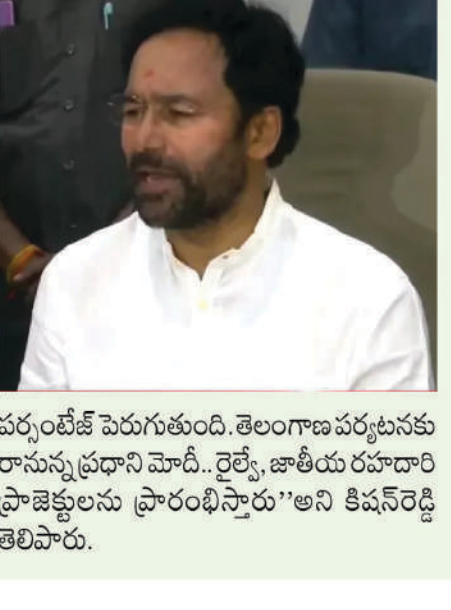 పర్సంటేజ్ పెరుగుతుంది. తెలంగాణ పర్యటనకు
రానున్న ప్రధాని మోదీ.. రైల్వే, జాతీయ రహదారి
ప్రాజెక్టులను ప్రారంభిస్తారు’’అని కిషన్‌రెడ్డి
తెలిపారు.